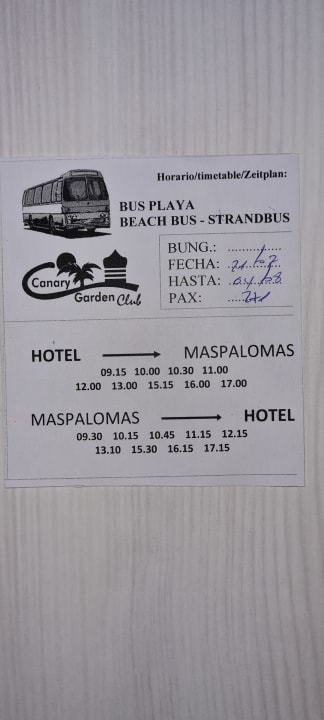 Horario/timetable/Zeitplan:
BUS PLAYA
BEACH BUS - STRANDBUS
Canary
Garden Club
BUNG.: ...............
FECHA:
HASTA:
PAX:
HOTEL MASPALOMAS
09.15 10.00 10.30 11.00
12.00 13.00 15.15 16.00 17.00
MASPALOMAS HOTEL
09.30 10.15 10.45 11.15 12.15
13.10 15.30 16.15 17.15